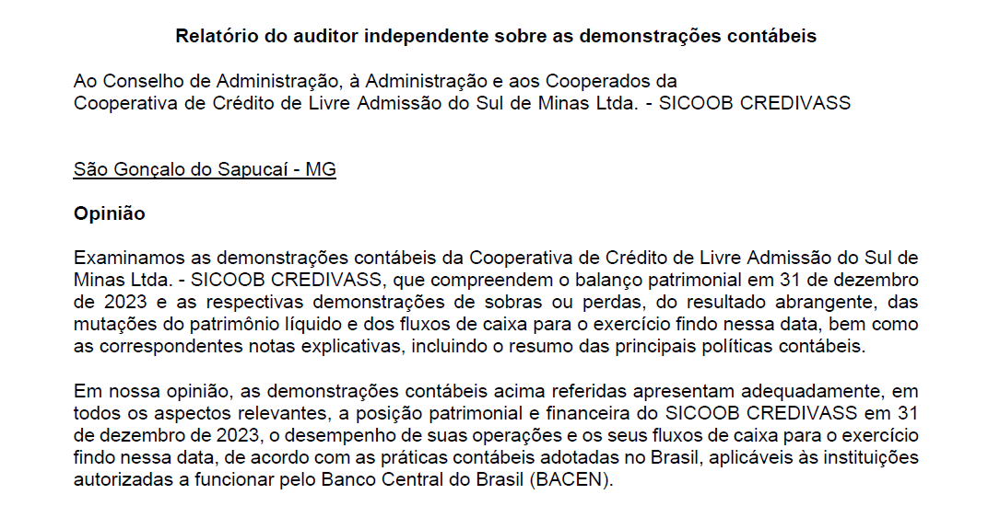 Relatório do auditor independente sobre as demonstrações contábeis
Ao Conselho de Administração, à Administração e aos Cooperados da
Cooperativa de Crédito de Livre Admissão do Sul de Minas Ltda. - SICOOB CREDIVASS
São Gonçalo do Sapucaí - MG
Opinião
Examinamos as demonstrações contábeis da Cooperativa de Crédito de Livre Admissão do Sul de
Minas Ltda. - SICOOB CREDIVASS, que compreendem o balanço patrimonial em 31 de dezembro
de 2023 e as respectivas demonstrações de sobras ou perdas, do resultado abrangente, das
mutações do patrimônio líquido e dos fluxos de caixa para o exercício findo nessa data, bem como
as correspondentes notas explicativas, incluindo o resumo das principais políticas contábeis.
Em nossa opinião, as demonstrações contábeis acima referidas apresentam adequadamente, em
todos os aspectos relevantes, a posição patrimonial e financeira do SICOOB CREDIVASS em 31
de dezembro de 2023, o desempenho de suas operações e os seus fluxos de caixa para o exercício
findo nessa data, de acordo com as práticas contábeis adotadas no Brasil, aplicáveis às instituições
autorizadas a funcionar pelo Banco Central do Brasil (BACEN).